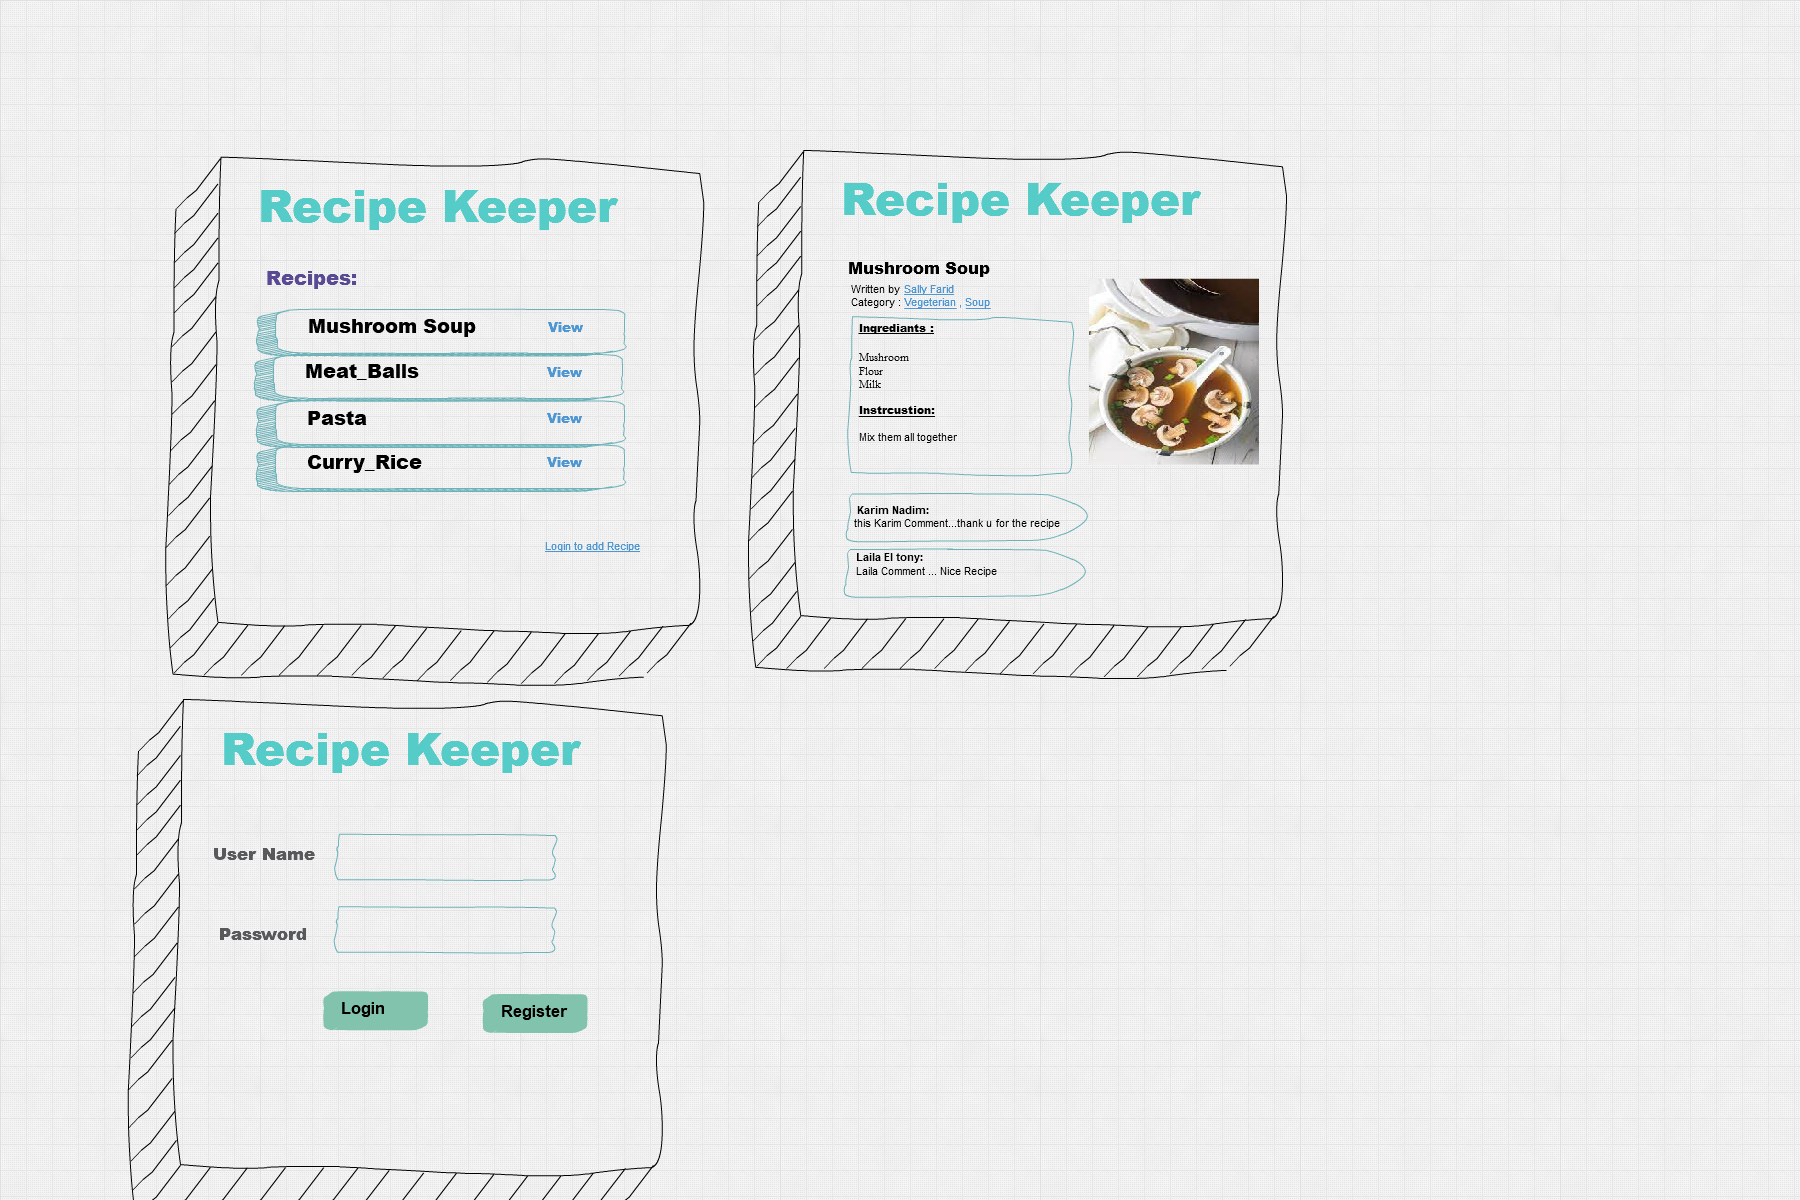 Recipe Keeper
Recipes:
Mushroom Soup View
Meat_Balls View
Pasta View
Curry_Rice View
Login to add Recipe
Recipe Keeper
Mushroom Soup
Written by Sally Farid
Category : Vegeterian , Soup
Ingrediants :
Mushroom
Flour
Milk
Instrcustion:
Mix them all together
Karim Nadim:
this Karim Comment...thank u for the recipe
Laila El tony:
Laila Comment ... Nice Recipe
Recipe Keeper
User Name
Password
Login Register